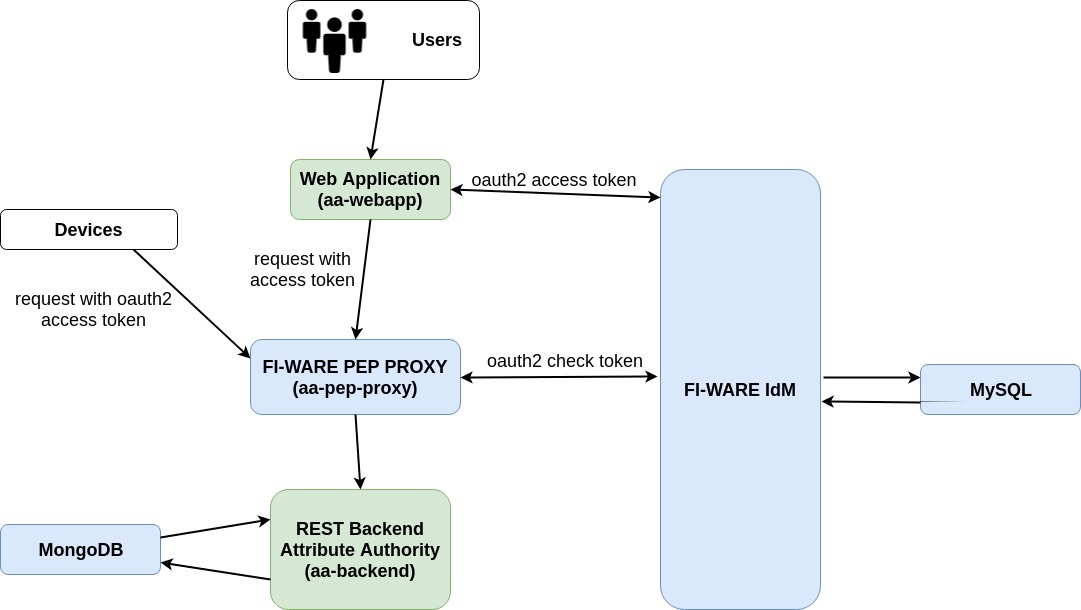 Users
Web Application
(aa-webapp)
oauth2 access token
Devices
request with
access token
request with oauth2
access token
FI-WARE PEP PROXY
(aa-pep-proxy)
oauth2 check token
FI-WARE IdM
MySQL
REST Backend
Attribute Authority
(aa-backend)
MongoDB